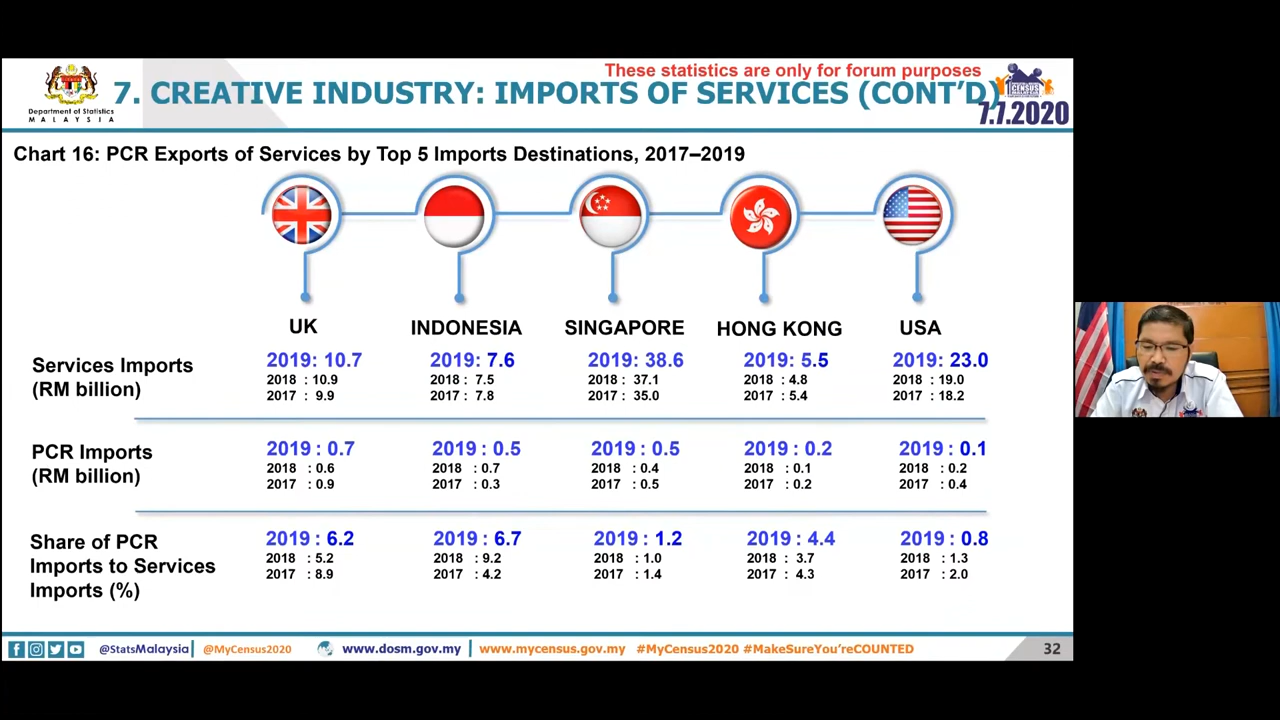 These statistics are only for forum purposes
7. CREATIVE INDUSTRY: IMPORTS OF SERVICES (CONT'D)
Department of Statistics
MALAYSIA
CENSUS
7.7.2020
Chart 16: PCR Exports of Services by Top 5 Imports Destinations, 2017–2019
UK INDONESIA SINGAPORE HONG KONG USA
Services Imports
(RM billion)
2019: 10.7 2019: 7.6 2019: 38.6 2019: 5.5 2019: 23.0
2018 : 10.9 2018 : 7.5 2018 : 37.1 2018 : 4.8 2018 : 19.0
2017 : 9.9 2017 : 7.8 2017 : 35.0 2017 : 5.4 2017 : 18.2
PCR Imports
(RM billion)
2019 : 0.7 2019 : 0.5 2019 : 0.5 2019 : 0.2 2019 : 0.1
2018 : 0.6 2018 : 0.7 2018 : 0.4 2018 : 0.1 2018 : 0.2
2017 : 0.9 2017 : 0.3 2017 : 0.5 2017 : 0.2 2017 : 0.4
Share of PCR
Imports to Services
Imports (%)
2019 : 6.2 2019 : 6.7 2019 : 1.2 2019 : 4.4 2019 : 0.8
2018 : 5.2 2018 : 9.2 2018 : 1.0 2018 : 3.7 2018 : 1.3
2017 : 8.9 2017 : 4.2 2017 : 1.4 2017 : 4.3 2017 : 2.0
@StatsMalaysia @MyCensus2020 www.dosm.gov.my www.mycensus.gov.my #MyCensus2020 #MakeSureYou'reCOUNTED 32